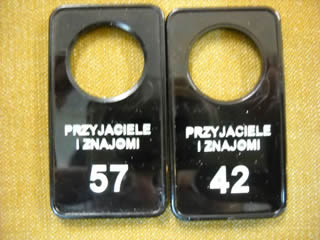 PRZYJACIELE
I ZNAJOMI
57
PRZYJACIELE
I ZNAJOMI
42